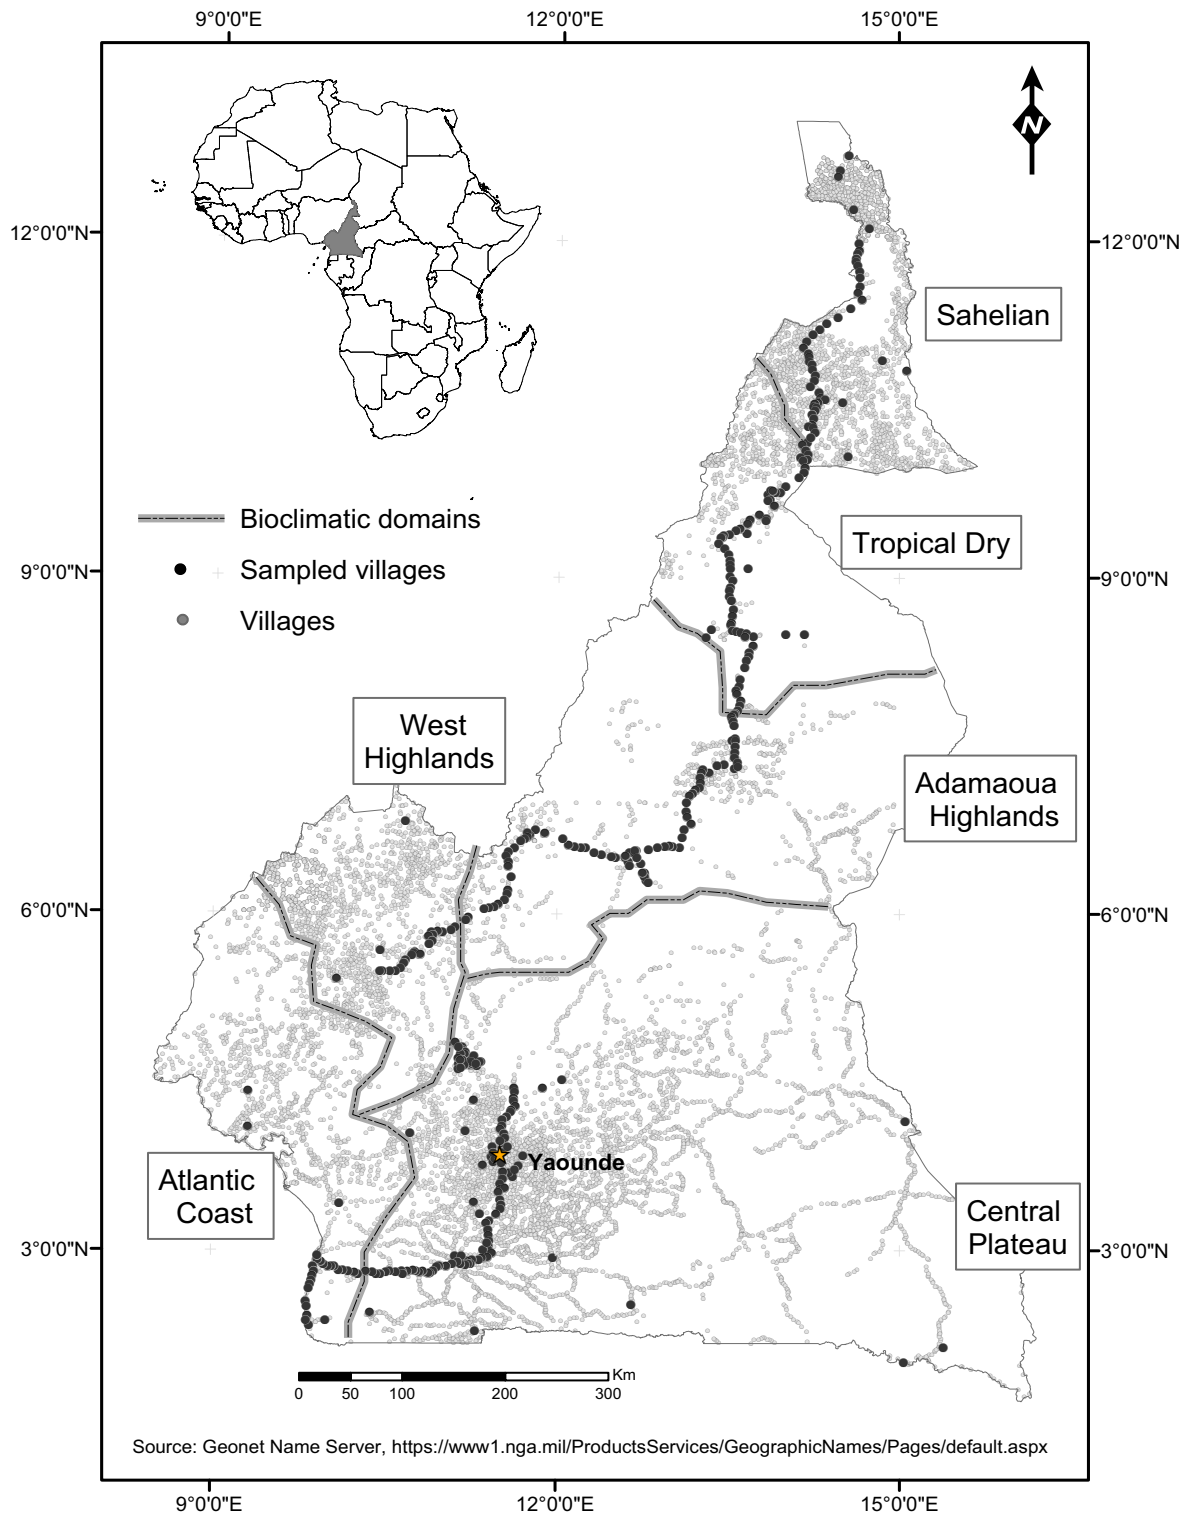 9°0'0"E 12°0'0"E 15°0'0"E
N
12°0'0"N 12°0'0"N
Sahelian
Bioclimatic domains
Tropical Dry
Sampled villages
9°0'0"N 9°0'0"N
Villages
West
Highlands
Adamaoua
Highlands
6°0'0"N 6°0'0"N
Yaounde
Atlantic
Coast
Central
Plateau
3°0'0"N 3°0'0"N
Km
0 50 100 200 300
Source: Geonet Name Server, https://www1.nga.mil/ProductsServices/GeographicNames/Pages/default.aspx
9°0'0"E 12°0'0"E 15°0'0"E